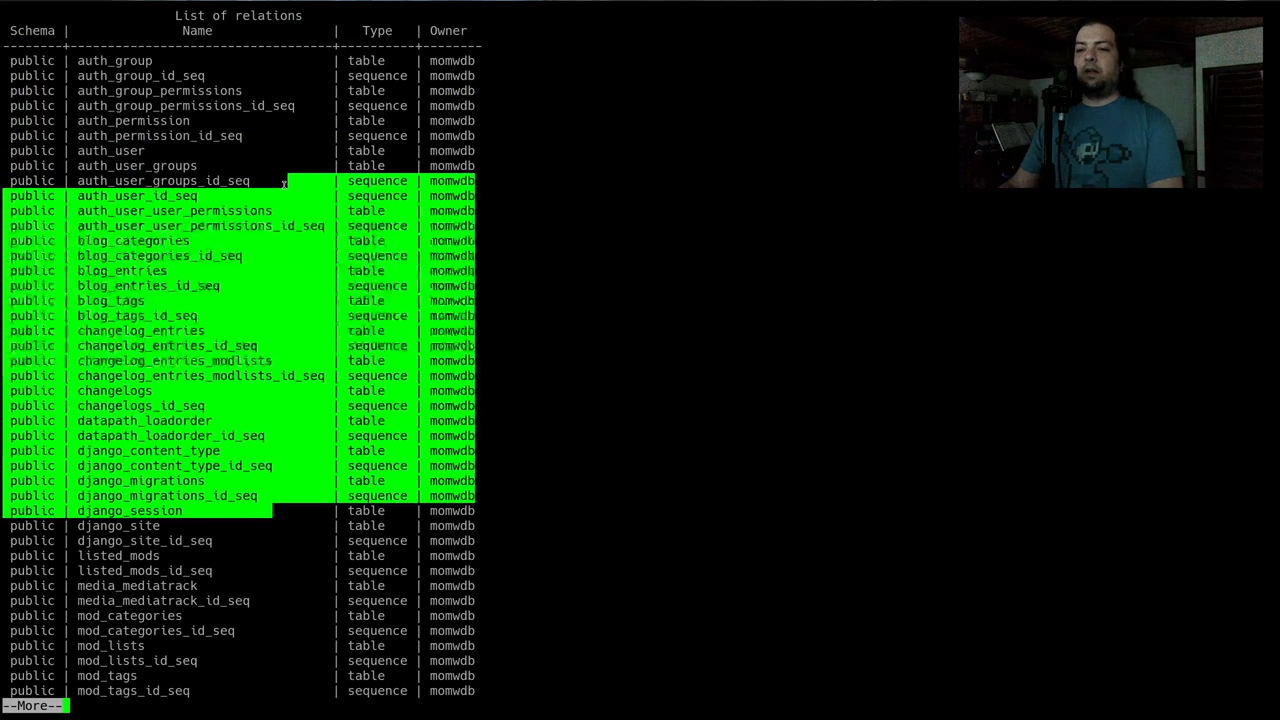 List of relations
Schema | Name | Type | Owner
--------+----------------------------------+----------+--------
public | auth_group | table | momwdb
public | auth_group_id_seq | sequence | momwdb
public | auth_group_permissions | table | momwdb
public | auth_group_permissions_id_seq | sequence | momwdb
public | auth_permission | table | momwdb
public | auth_permission_id_seq | sequence | momwdb
public | auth_user | table | momwdb
public | auth_user_groups | table | momwdb
public | auth_user_groups_id_seq | sequence | momwdb
public | auth_user_id_seq | sequence | momwdb
public | auth_user_user_permissions | table | momwdb
public | auth_user_user_permissions_id_seq | sequence | momwdb
public | blog_categories | table | momwdb
public | blog_categories_id_seq | sequence | momwdb
public | blog_entries | table | momwdb
public | blog_entries_id_seq | sequence | momwdb
public | blog_tags | table | momwdb
public | blog_tags_id_seq | sequence | momwdb
public | changelog_entries | table | momwdb
public | changelog_entries_id_seq | sequence | momwdb
public | changelog_entries_modlists | table | momwdb
public | changelog_entries_modlists_id_seq | sequence | momwdb
public | changelogs | table | momwdb
public | changelogs_id_seq | sequence | momwdb
public | datapath_loadorder | table | momwdb
public | datapath_loadorder_id_seq | sequence | momwdb
public | django_content_type | table | momwdb
public | django_content_type_id_seq | sequence | momwdb
public | django_migrations | table | momwdb
public | django_migrations_id_seq | sequence | momwdb
public | django_session | table | momwdb
public | django_site | table | momwdb
public | django_site_id_seq | sequence | momwdb
public | listed_mods | table | momwdb
public | listed_mods_id_seq | sequence | momwdb
public | media_mediatrack | table | momwdb
public | media_mediatrack_id_seq | sequence | momwdb
public | mod_categories | table | momwdb
public | mod_categories_id_seq | sequence | momwdb
public | mod_lists | table | momwdb
public | mod_lists_id_seq | sequence | momwdb
public | mod_tags | table | momwdb
public | mod_tags_id_seq | sequence | momwdb
--More--